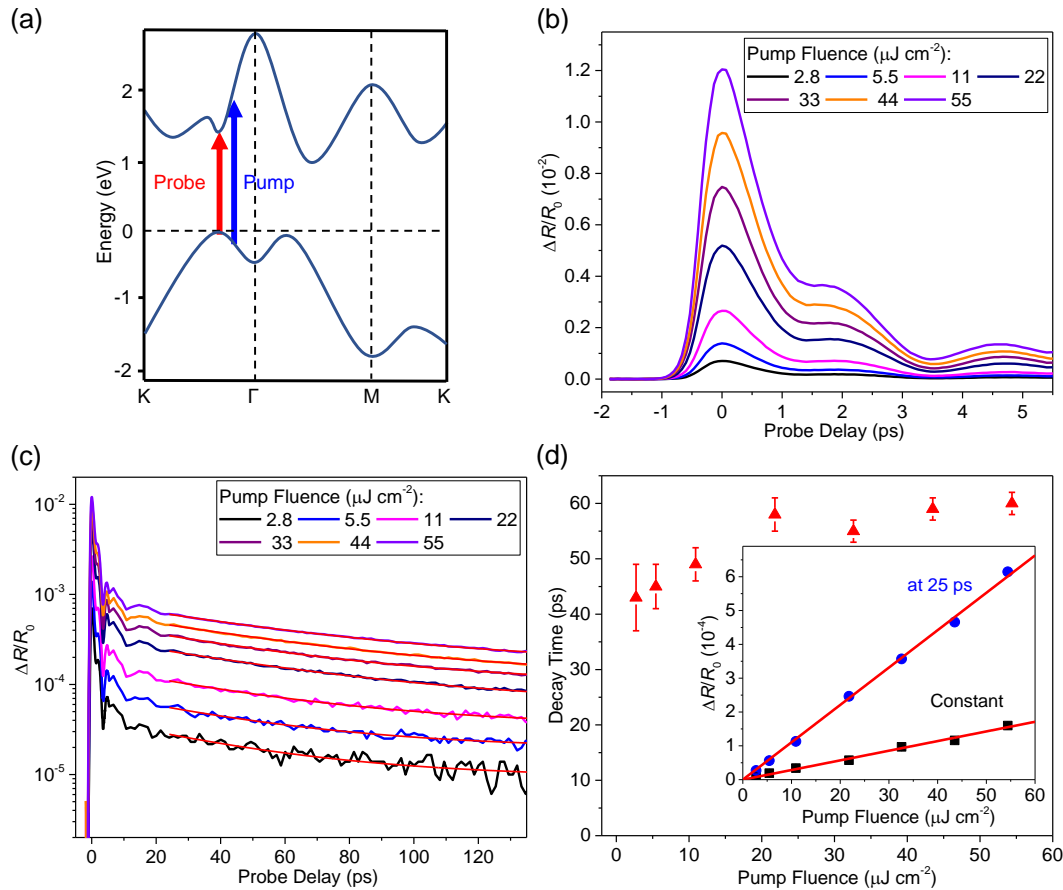 (a)
Energy (eV)
2
1
0
-1
-2
Probe
Pump
K
Γ
M
K
(b)
Pump Fluence (μJ cm-2):
2.8 5.5 11 22
33 44 55
ΔR/R0 (10-2)
1.2
1.0
0.8
0.6
0.4
0.2
0.0
-2 -1 0 1 2 3 4 5
Probe Delay (ps)
(c)
Pump Fluence (μJ cm-2):
2.8 5.5 11 22
33 44 55
ΔR/R0
10-2
10-3
10-4
10-5
0 20 40 60 80 100 120
Probe Delay (ps)
(d)
Decay Time (ps)
60
50
40
30
20
10
0
0 10 20 30 40 50 60
Pump Fluence (μJ cm-2)
at 25 ps
Constant
ΔR/R0 (10-4)
6
5
4
3
2
1
0
0 10 20 30 40 50 60
Pump Fluence (μJ cm-2)